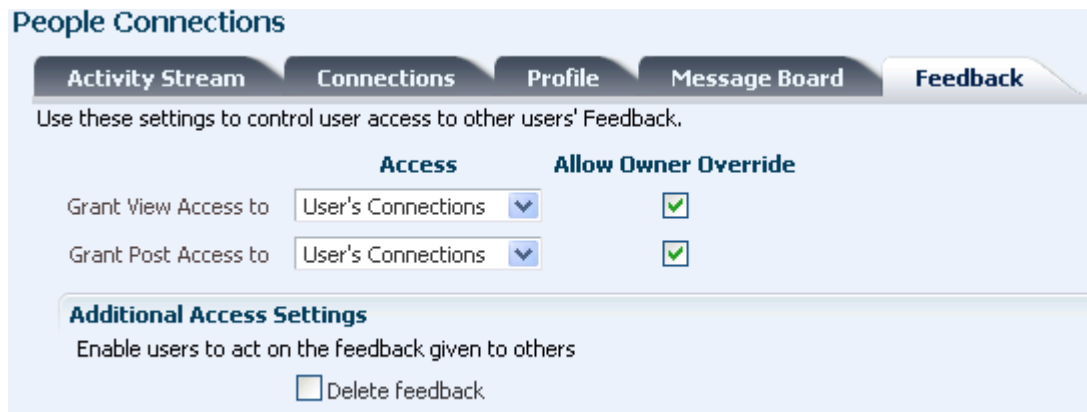 People Connections
Activity Stream Connections Profile Message Board Feedback
Use these settings to control user access to other users' Feedback.
Access Allow Owner Override
Grant View Access to User's Connections
Grant Post Access to User's Connections
Additional Access Settings
Enable users to act on the feedback given to others
Delete feedback